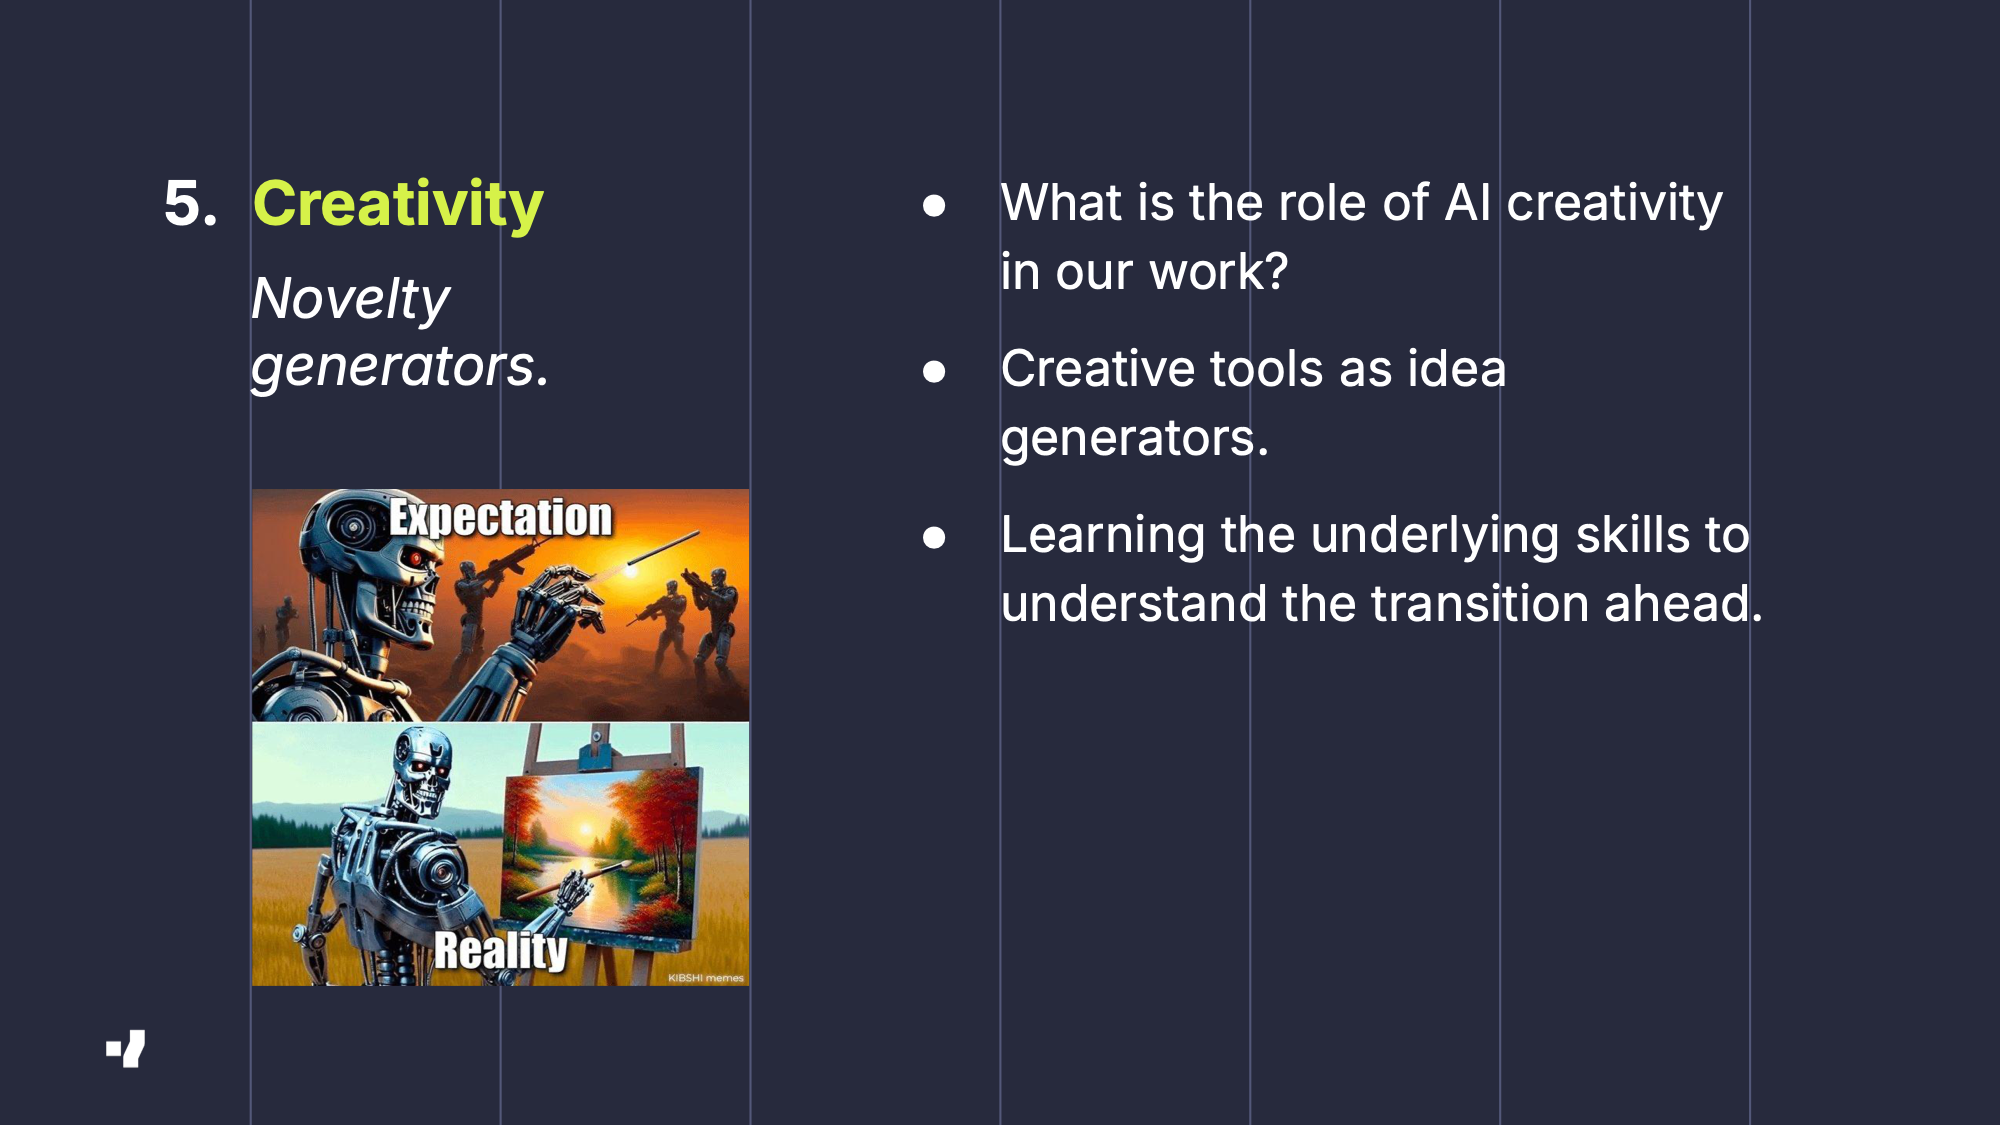 5. Creativity
Novelty
generators.
Expectation
Reality
KIBSHI memes
● What is the role of AI creativity
in our work?
● Creative tools as idea
generators.
● Learning the underlying skills to
understand the transition ahead.